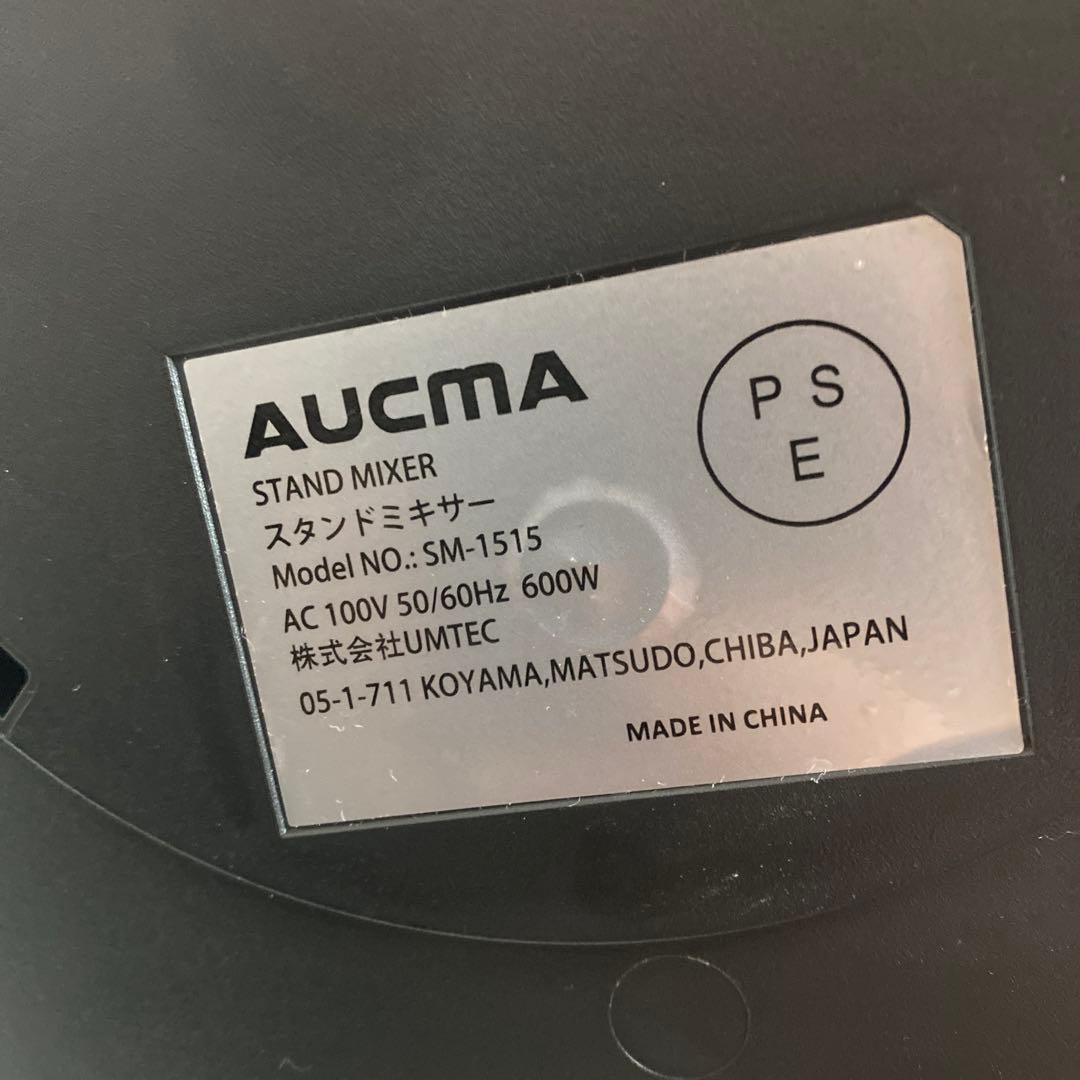 AUCMA
P S
E
STAND MIXER
スタンドミキサー
Model NO.: SM-1515
AC 100V 50/60Hz 600W
株式会社UMTEC
05-1-711 KOYAMA,MATSUDO,CHIBA,JAPAN
MADE IN CHINA